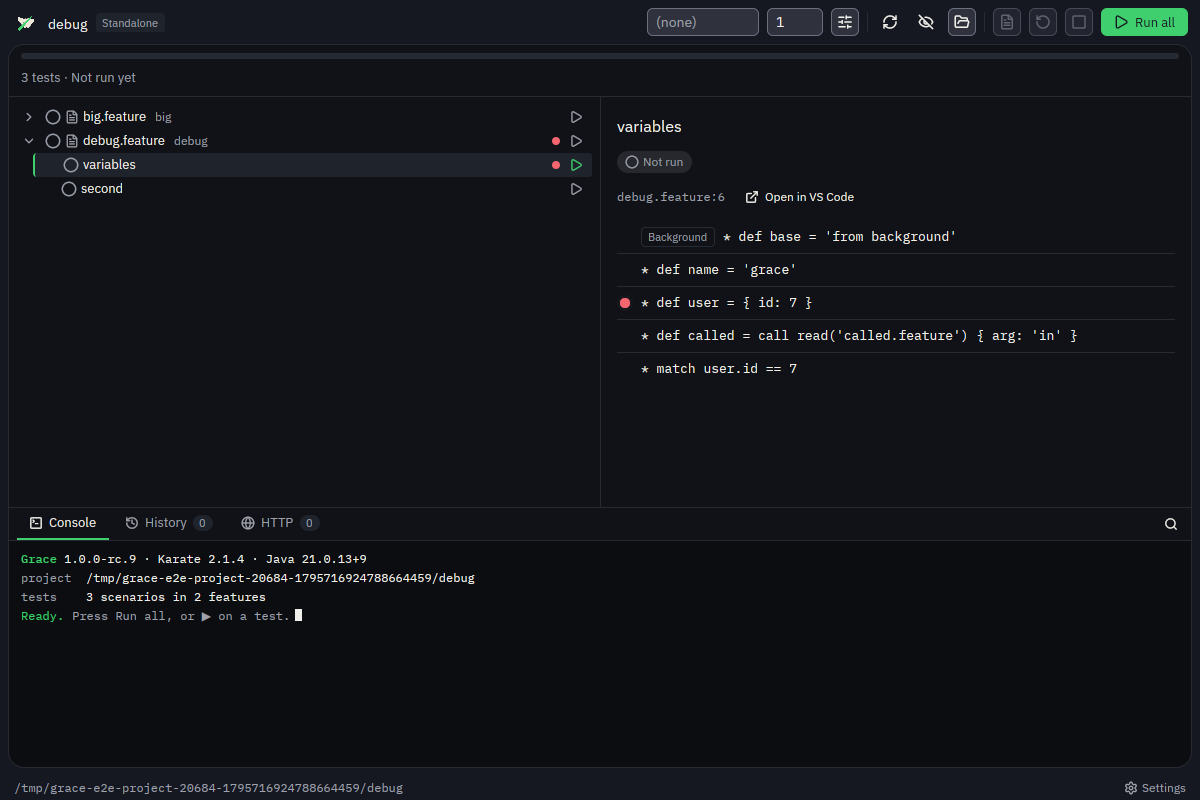 debug Standalone (none) 1 Run all
3 tests · Not run yet
big.feature big
debug.feature debug
variables
second
variables
Not run
debug.feature:6 Open in VS Code
Background * def base = 'from background'
* def name = 'grace'
* def user = { id: 7 }
* def called = call read('called.feature') { arg: 'in' }
* match user.id == 7
Console History 0 HTTP 0
Grace 1.0.0-rc.9 · Karate 2.1.4 · Java 21.0.13+9
project /tmp/grace-e2e-project-20684-1795716924788664459/debug
tests 3 scenarios in 2 features
Ready. Press Run all, or ▶ on a test.
/tmp/grace-e2e-project-20684-1795716924788664459/debug Settings